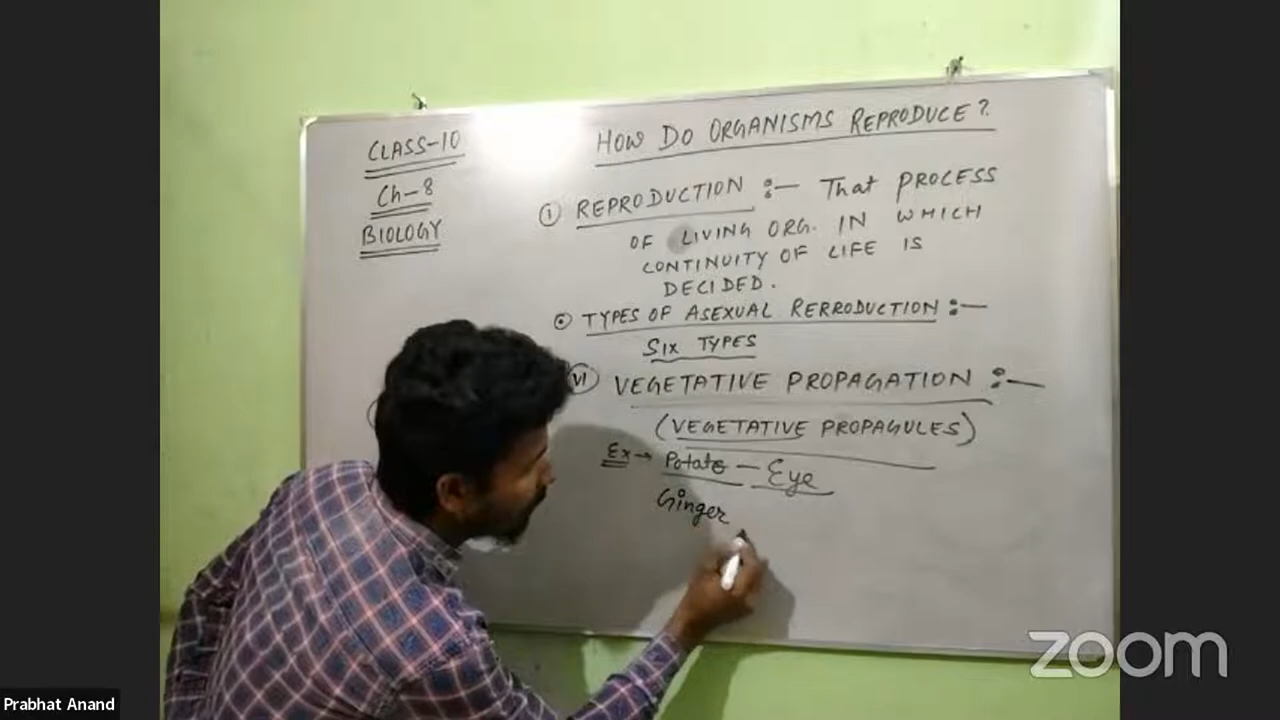 CLASS-10
Ch-8
BIOLOGY
HOW DO ORGANISMS REPRODUCE?
① REPRODUCTION :— That PROCESS
OF LIVING ORG. IN WHICH
CONTINUITY OF LIFE IS
DECIDED.
⊙ TYPES OF ASEXUAL RERRODUCTION :—
SIX TYPES
VI VEGETATIVE PROPAGATION :—
(VEGETATIVE PROPAGULES)
Ex → Potato — Eye
Ginger
zoom
Prabhat Anand